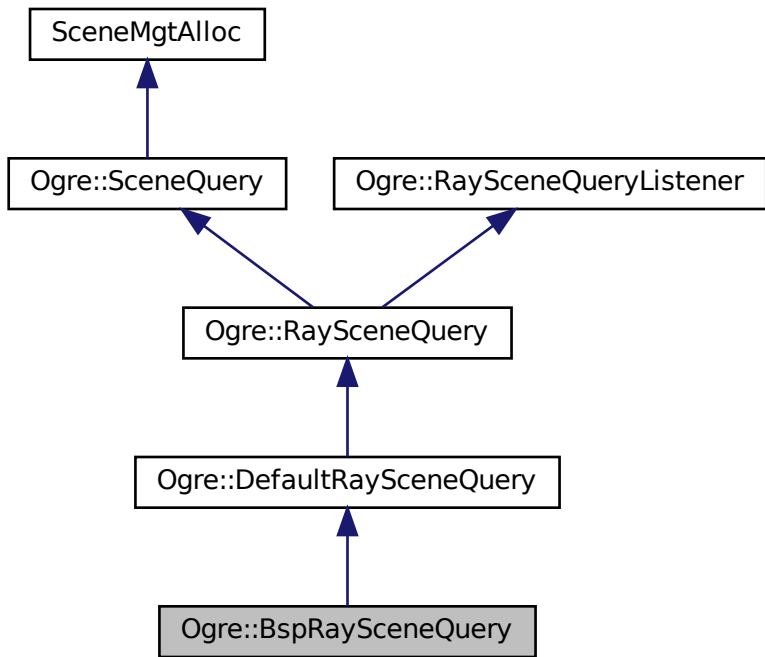 SceneMgtAlloc
Ogre::SceneQuery
Ogre::RaySceneQueryListener
Ogre::RaySceneQuery
Ogre::DefaultRaySceneQuery
Ogre::BspRaySceneQuery